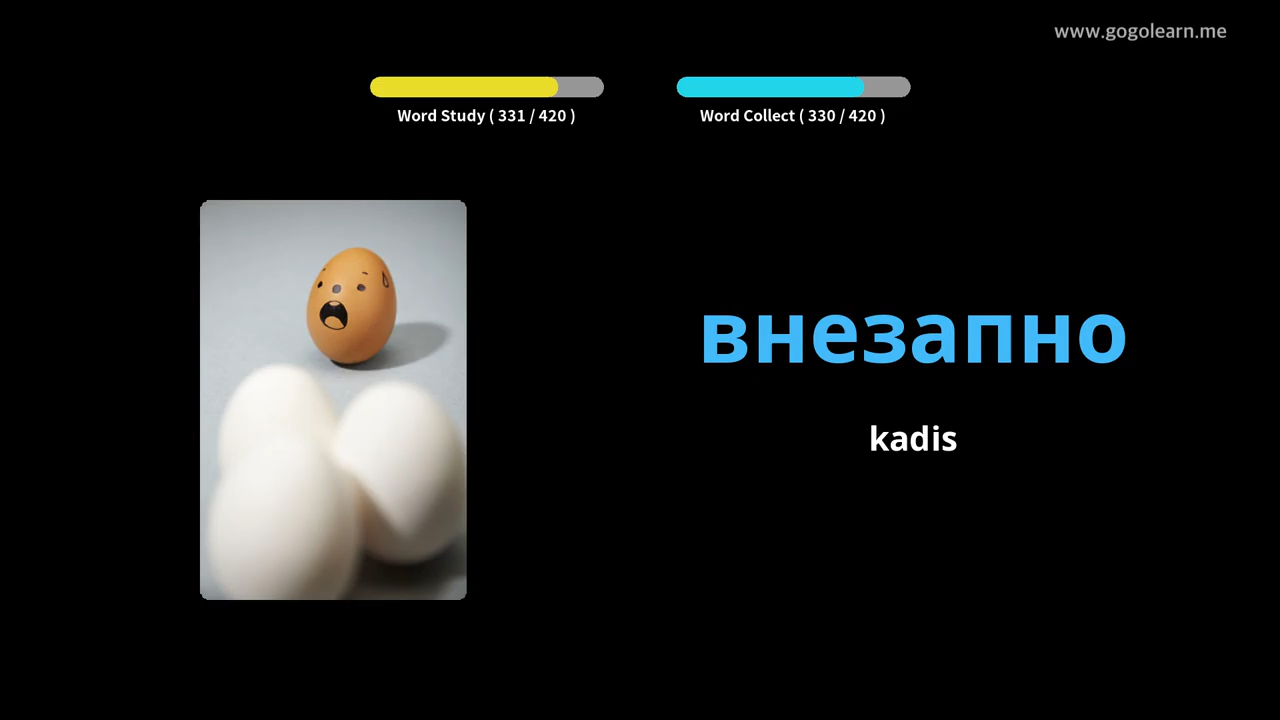 www.gogolearn.me
Word Study ( 331 / 420 )
Word Collect ( 330 / 420 )
внезапно
kadis